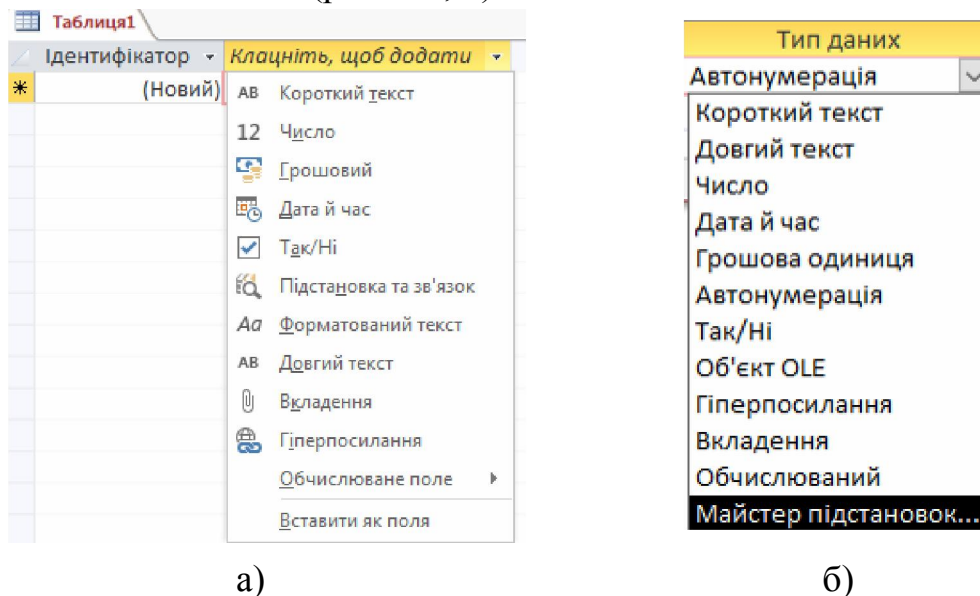 Таблиця1
Ідентифікатор Клацніть, щоб додати
(Новий)
АВ Короткий текст
12 Число
Грошовий
Дата й час
Так/Ні
Підстановка та зв'язок
Аа Форматований текст
АВ Довгий текст
Вкладення
Гіперпосилання
Обчислюване поле
Вставити як поля
а)
Тип даних
Автонумерація
Короткий текст
Довгий текст
Число
Дата й час
Грошова одиниця
Автонумерація
Так/Ні
Об'єкт OLE
Гіперпосилання
Вкладення
Обчислюваний
Майстер підстановок...
б)